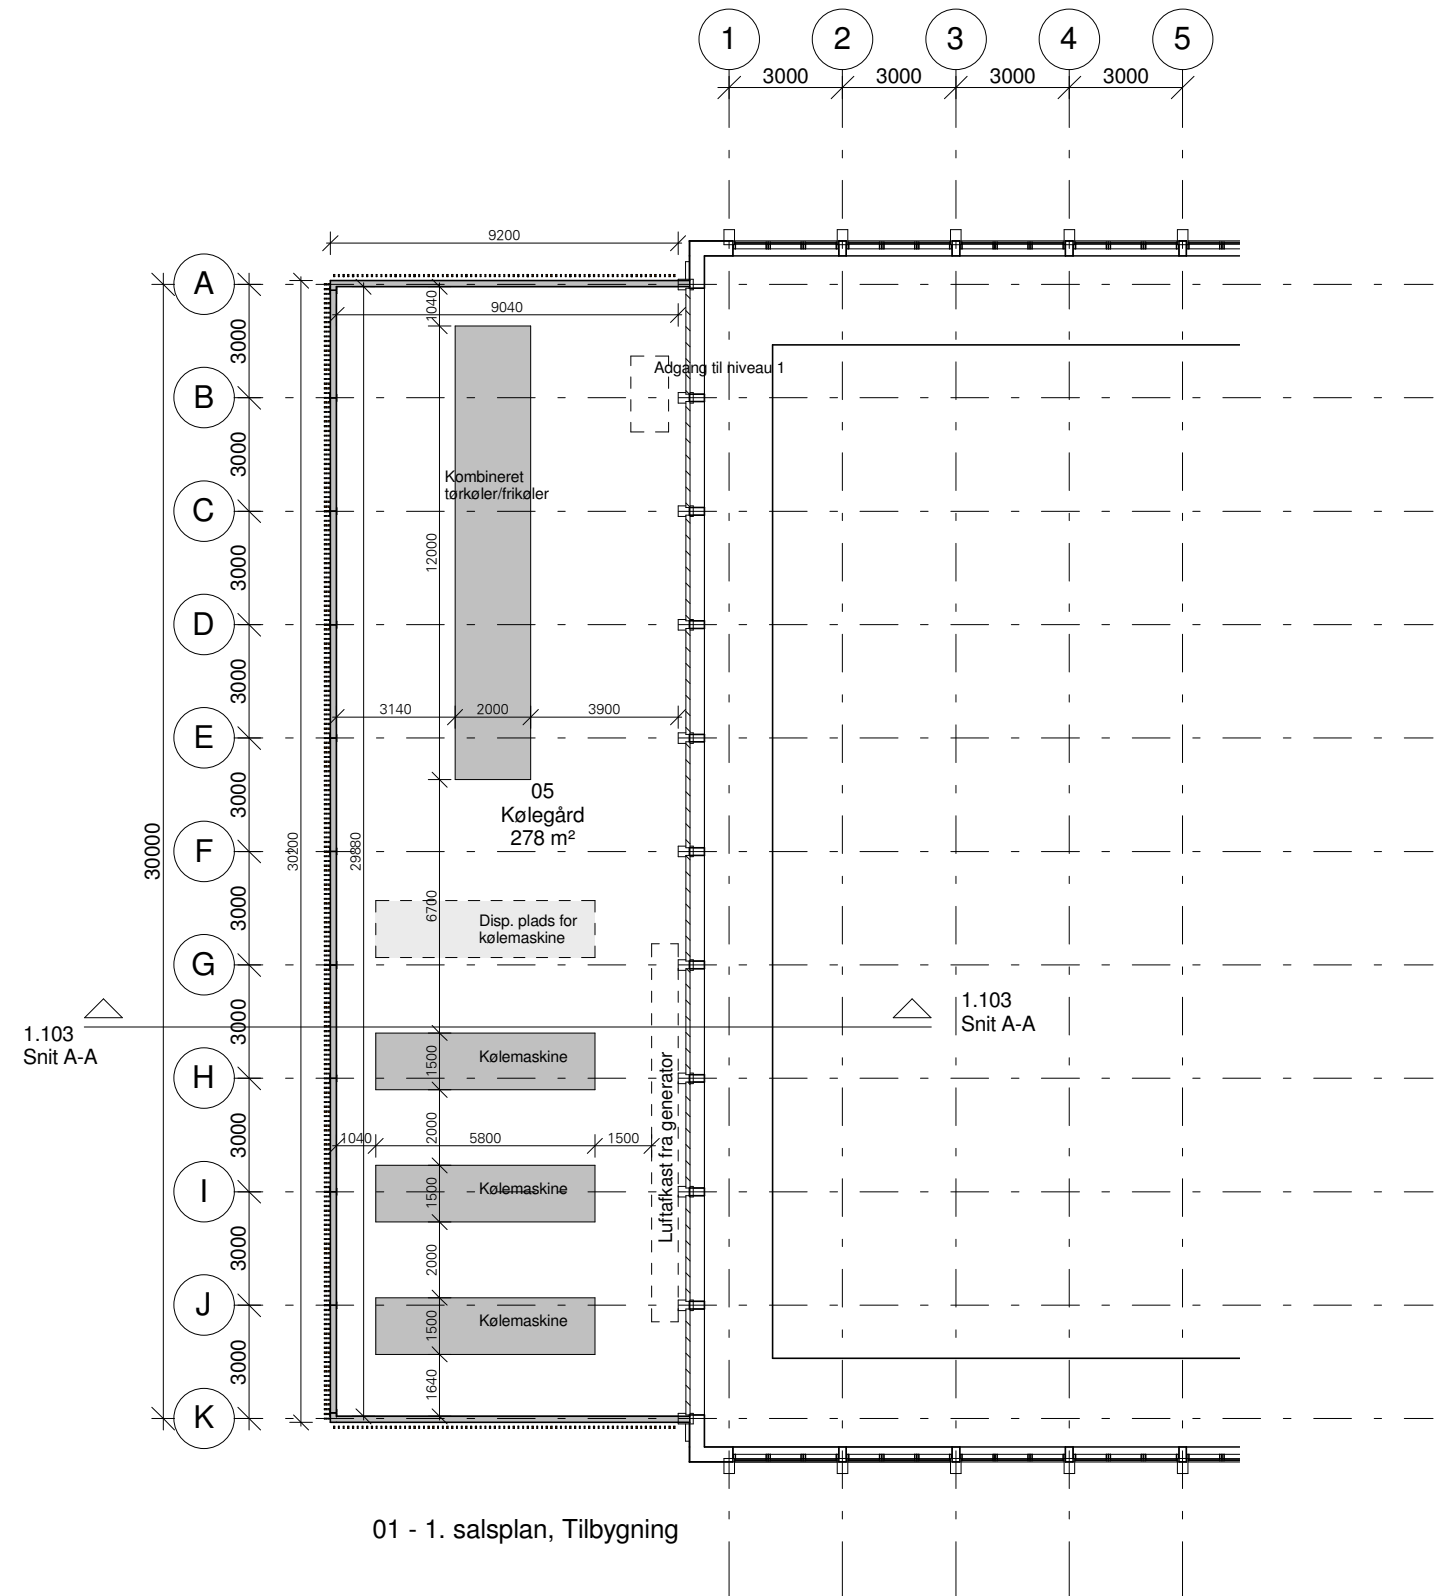 1
2
3
4
5
3000
3000
3000
3000
9200
A
1040
9040
3000
Adgang til niveau 1
B
3000
Kombineret
tørkøler/frikøler
C
12000
3000
D
3000
3140
2000
3900
E
05
Kølegård
278 m²
3000
30000
F
30200
29880
6700
3000
Disp. plads for
kølemaskine
G
1.103
Snit A-A
3000
1.103
Snit A-A
Kølemaskine
1500
H
Luftafkast fra generator
3000
2000
1040
5800
1500
Kølemaskine
1500
I
3000
2000
J
Kølemaskine
1500
3000
1640
K
01 - 1. salsplan, Tilbygning